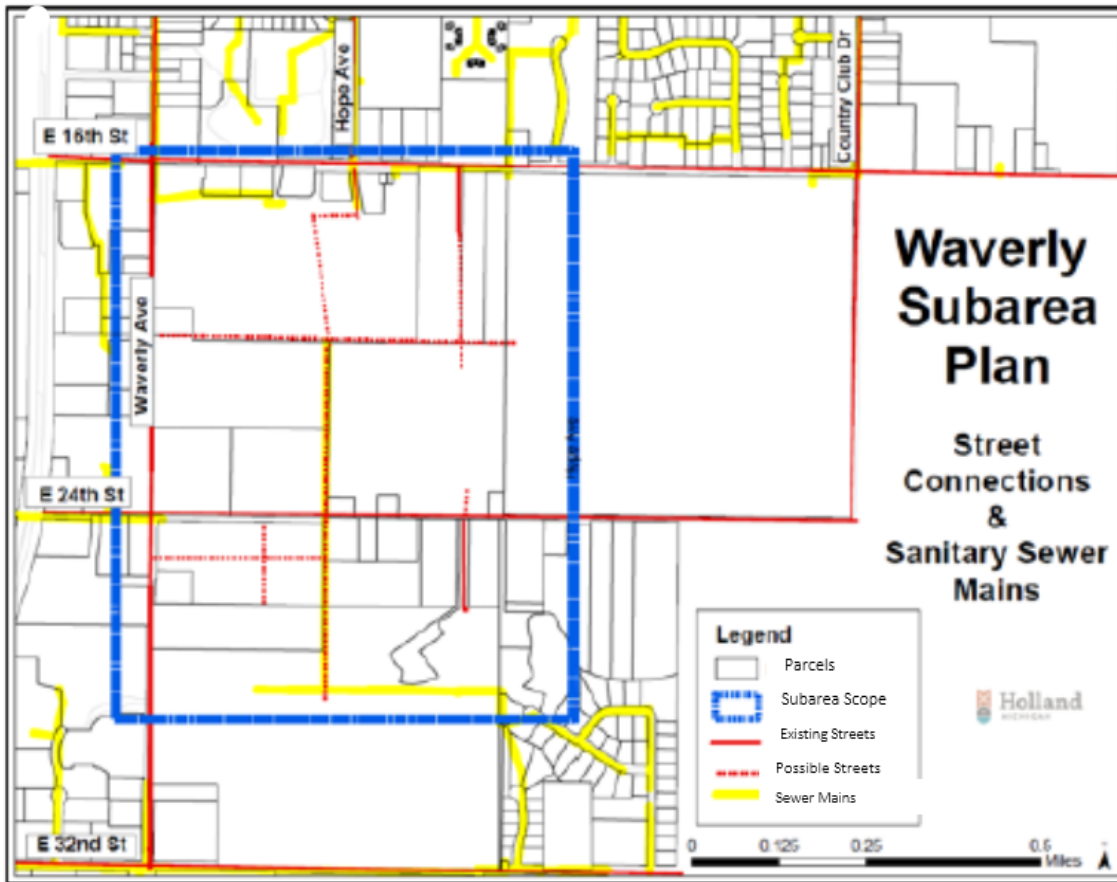 E 16th St
Hope Ave
Country Club Dr
Waverly Ave
E 24th St
E 32nd St
Waverly
Subarea
Plan
Street
Connections
&
Sanitary Sewer
Mains
Legend
Parcels
Subarea Scope
Existing Streets
Possible Streets
Sewer Mains
Holland
MICHIGAN
0 0.125 0.25 0.5
Miles